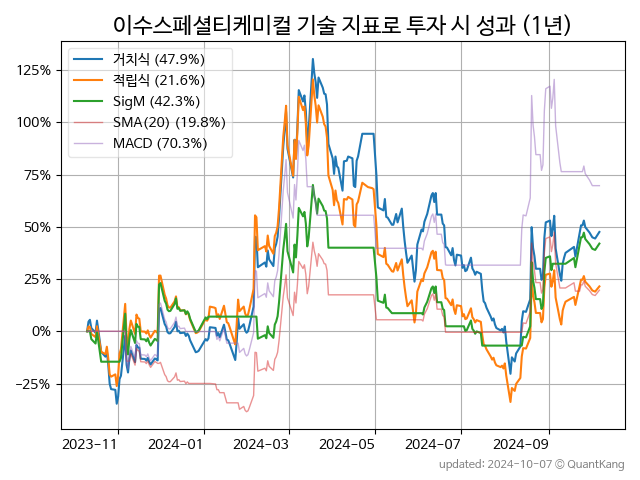 이수스페셜티케미컬 기술 지표로 투자 시 성과 (1년)
거치식 (47.9%)
적립식 (21.6%)
SigM (42.3%)
SMA(20) (19.8%)
MACD (70.3%)
125%
100%
75%
50%
25%
0%
−25%
2023-11
2024-01
2024-03
2024-05
2024-07
2024-09
updated: 2024-10-07 © QuantKang